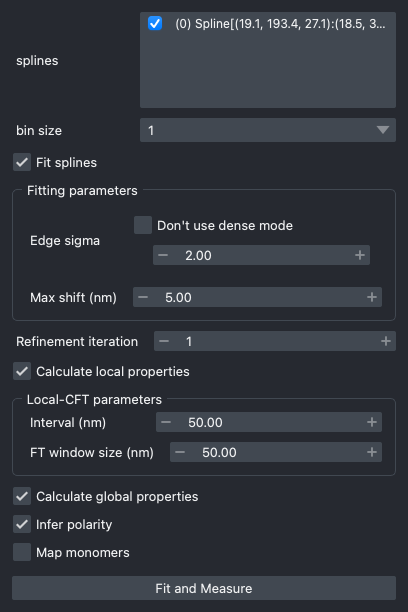 splines
(0) Spline[(19.1, 193.4, 27.1):(18.5, 3...
bin size
1
Fit splines
Fitting parameters
Don't use dense mode
Edge sigma
2.00
Max shift (nm)
5.00
Refinement iteration
1
Calculate local properties
Local-CFT parameters
Interval (nm)
50.00
FT window size (nm)
50.00
Calculate global properties
Infer polarity
Map monomers
Fit and Measure